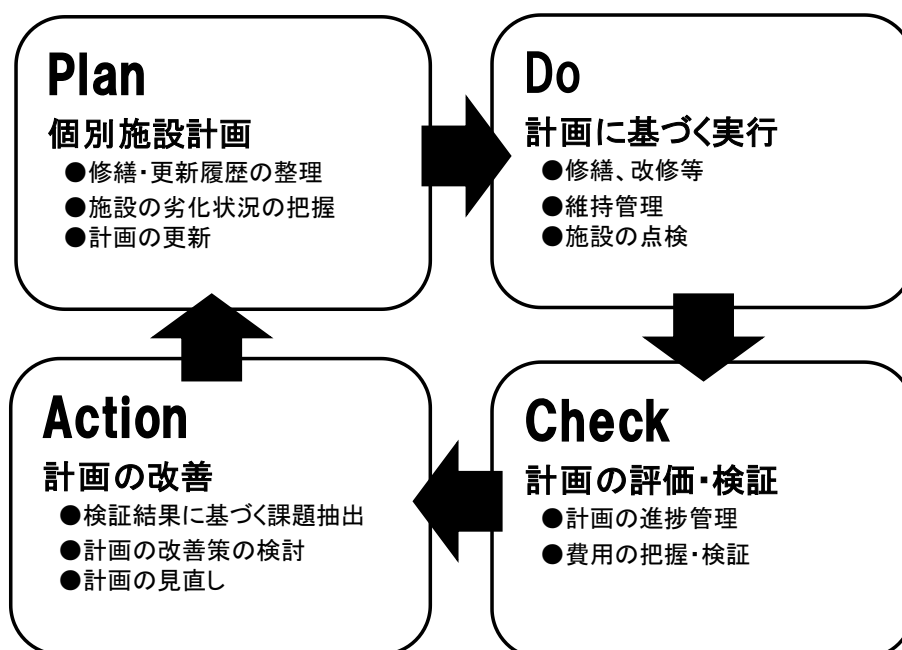 Plan
個別施設計画
●修繕・更新履歴の整理
●施設の劣化状況の把握
●計画の更新
Do
計画に基づく実行
●修繕、改修等
●維持管理
●施設の点検
Action
計画の改善
●検証結果に基づく課題抽出
●計画の改善策の検討
●計画の見直し
Check
計画の評価・検証
●計画の進捗管理
●費用の把握・検証